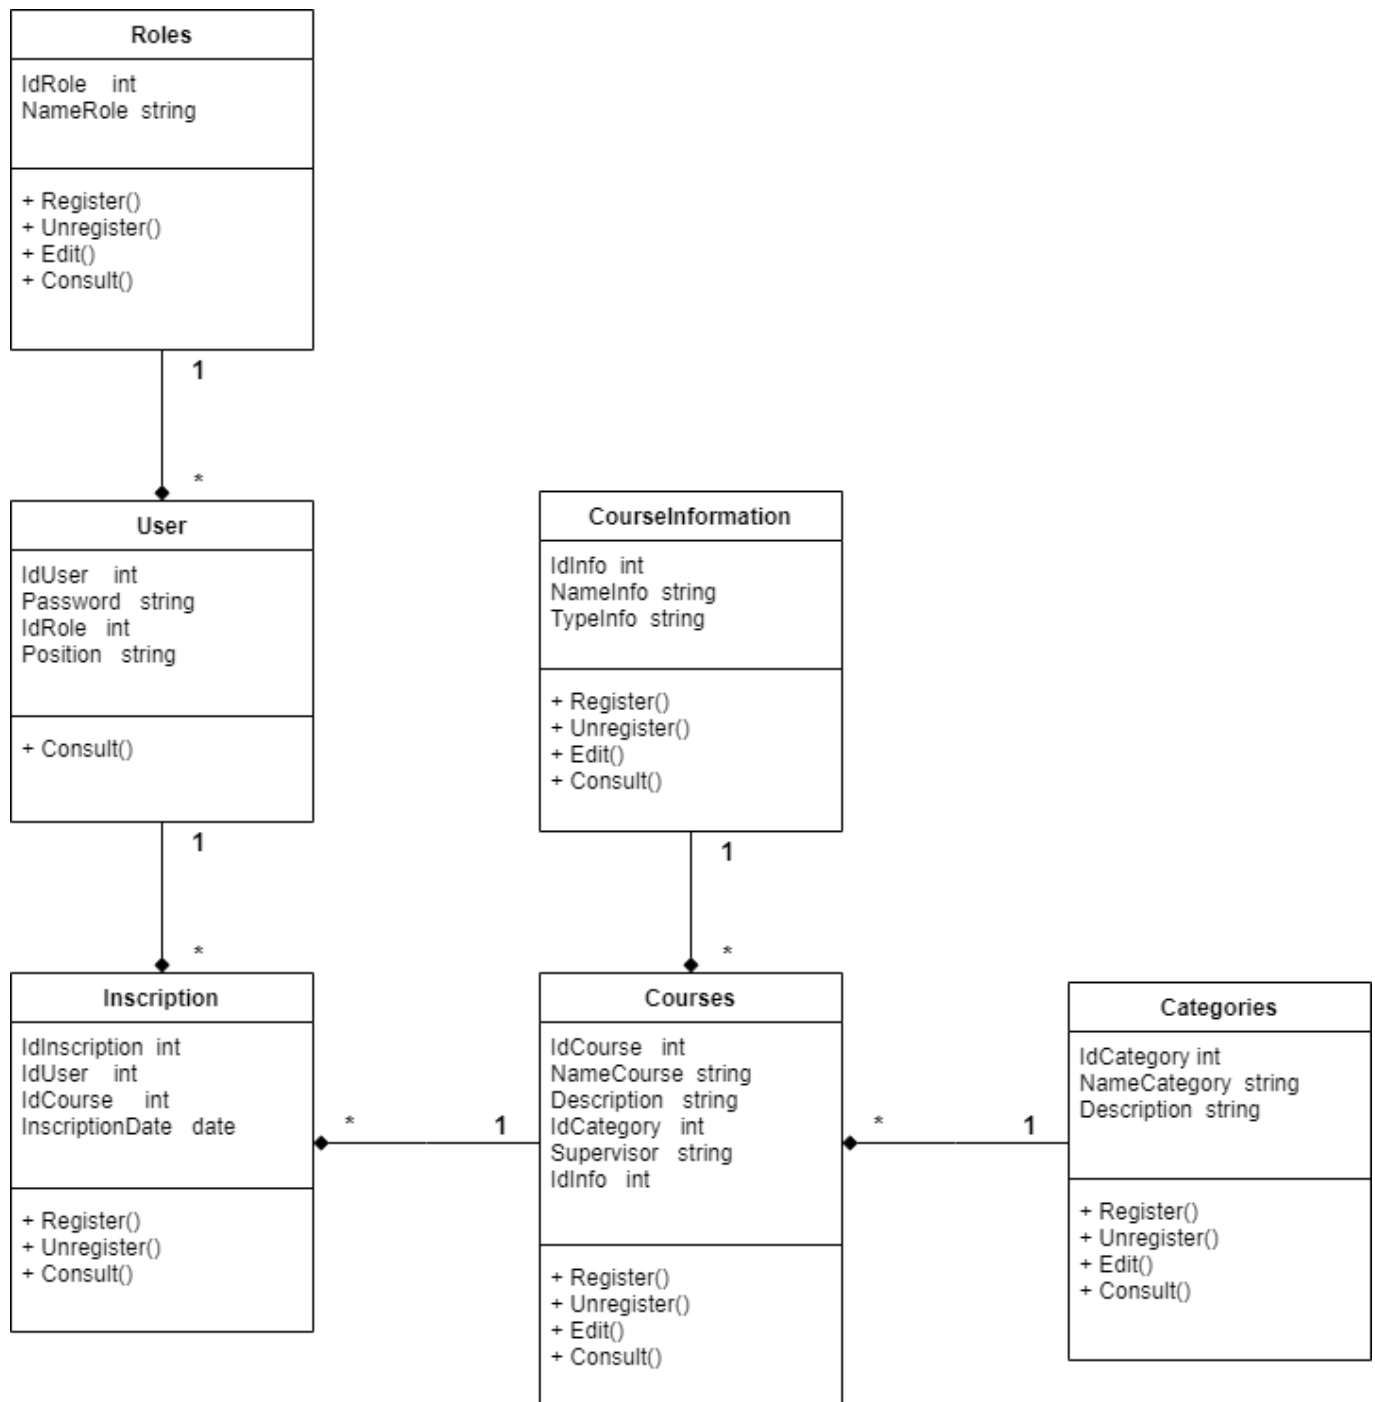 Roles
IdRole int
NameRole string
+ Register()
+ Unregister()
+ Edit()
+ Consult()
1
*
User
IdUser int
Password string
IdRole int
Position string
+ Consult()
1
*
CourseInformation
IdInfo int
NameInfo string
TypeInfo string
+ Register()
+ Unregister()
+ Edit()
+ Consult()
1
*
Inscription
IdInscription int
IdUser int
IdCourse int
InscriptionDate date
+ Register()
+ Unregister()
+ Consult()
* 1
Courses
IdCourse int
NameCourse string
Description string
IdCategory int
Supervisor string
IdInfo int
+ Register()
+ Unregister()
+ Edit()
+ Consult()
* 1
Categories
IdCategory int
NameCategory string
Description string
+ Register()
+ Unregister()
+ Edit()
+ Consult()